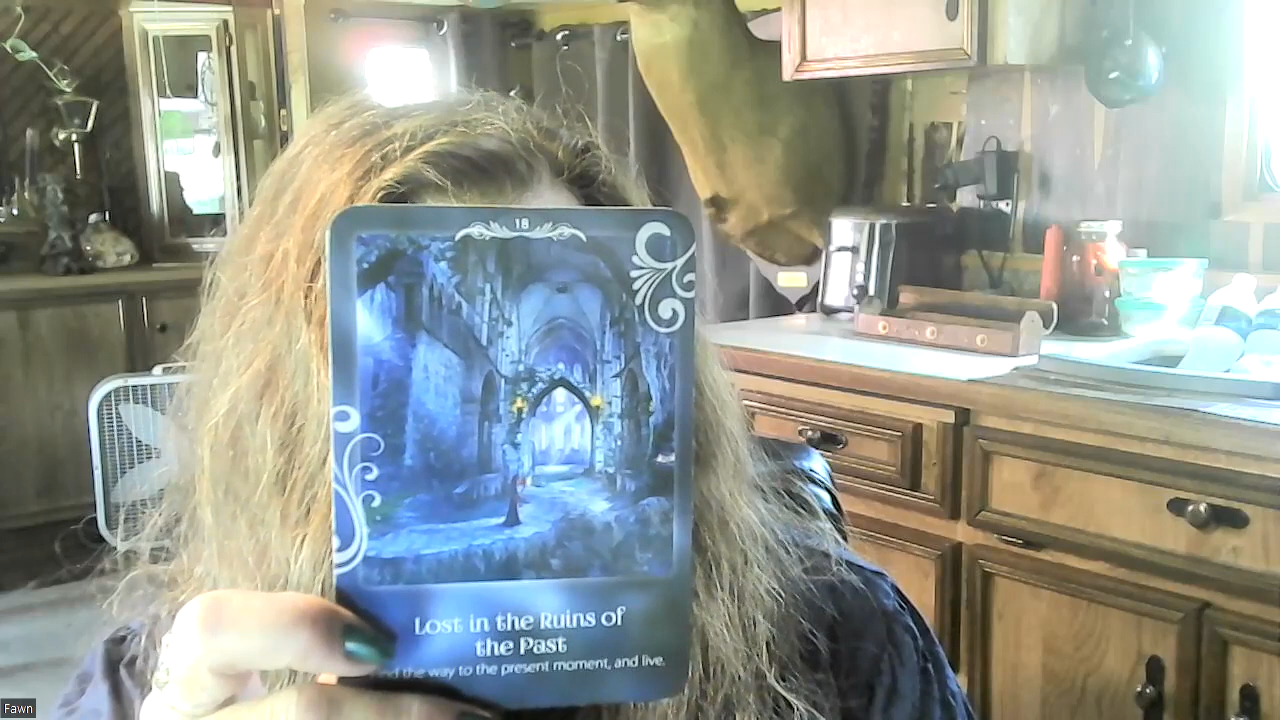 18
Lost in the Ruins of
the Past
the way to the present moment, and live.
Fawn